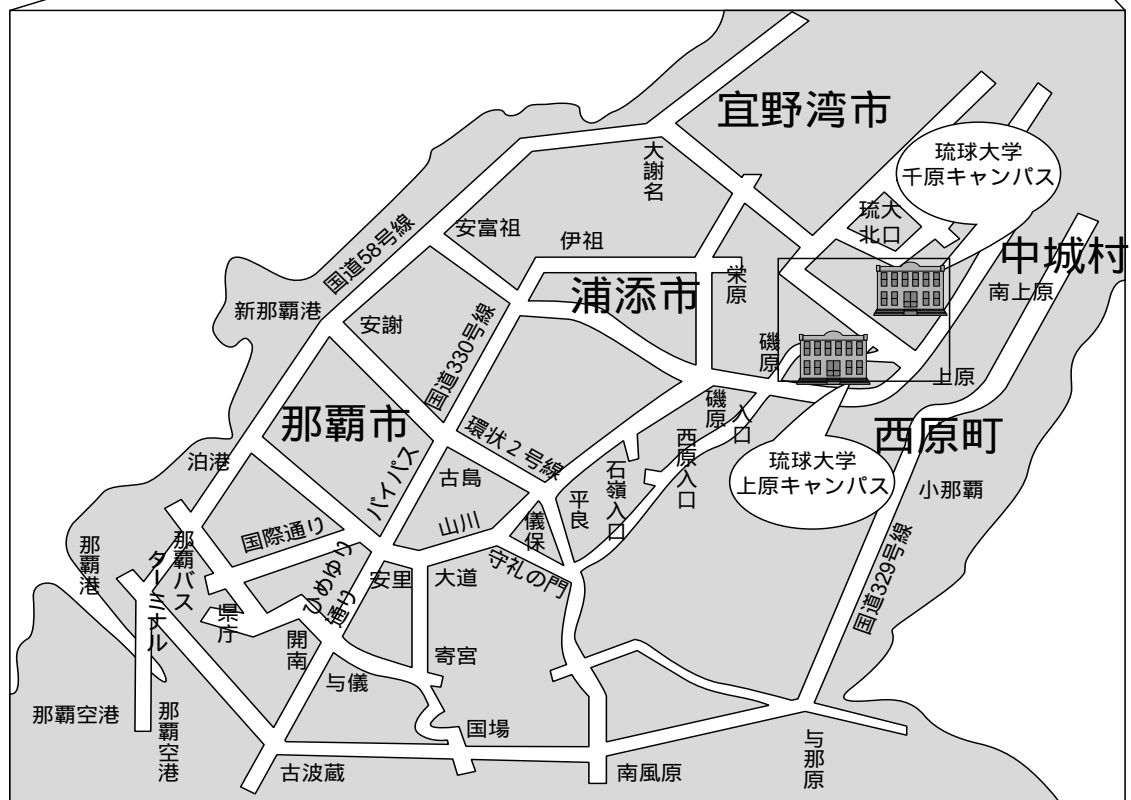 宜野湾市
大謝名
琉球大学
千原キャンパス
琉大
北口
中城村
南上原
国道58号線
安富祖
伊祖
栄原
浦添市
新那覇港
安謝
国道330号線
磯原
上原
那覇市
環状２号線
磯原
入口
西原町
泊港
バイパス
古島
石嶺入口
西原入口
琉球大学
上原キャンパス
小那覇
平良
儀保
山川
国際通り
那覇港
那覇バス
ターミナル
ひめゆり
通り
安里
大道
守礼の門
国道329号線
県庁
開南
与儀
寄宮
那覇空港
那覇空港
国場
古波蔵
南風原
与那原